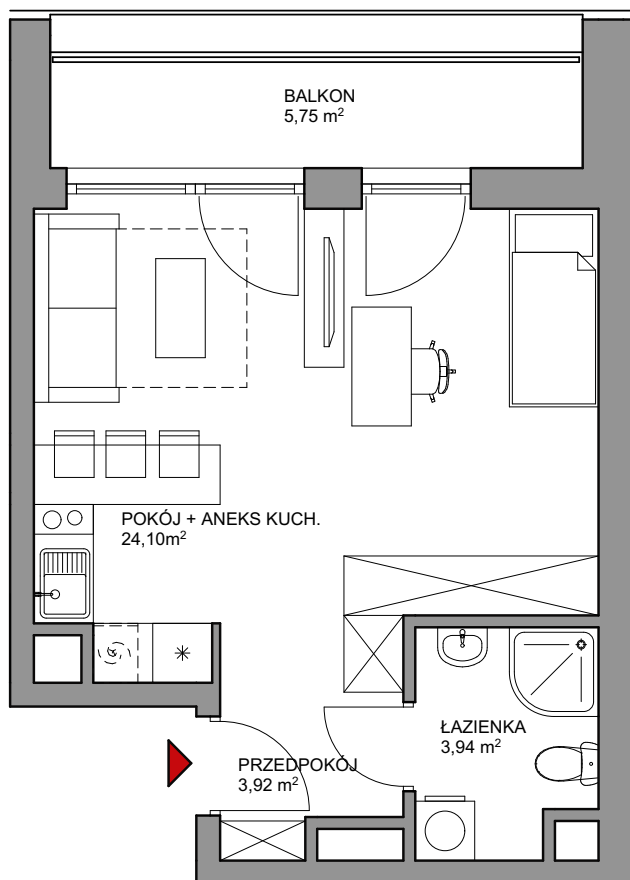 BALKON
5,75 m²
POKÓJ + ANEKS KUCH.
24,10m²
ŁAZIENKA
3,94 m²
PRZEDPOKÓJ
3,92 m²